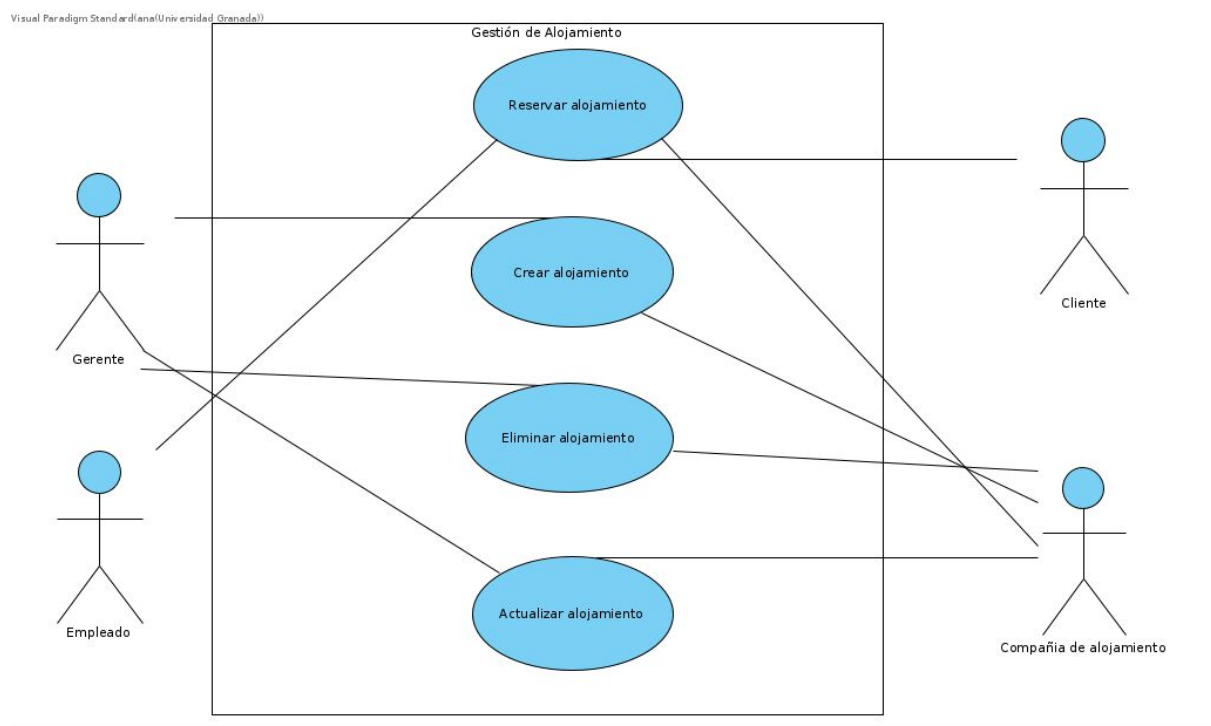 Visual Paradigm Standard(ana(Universidad Granada))
Gestión de Alojamiento
Reservar alojamiento
Crear alojamiento
Cliente
Gerente
Eliminar alojamiento
Actualizar alojamiento
Empleado
Compañia de alojamiento